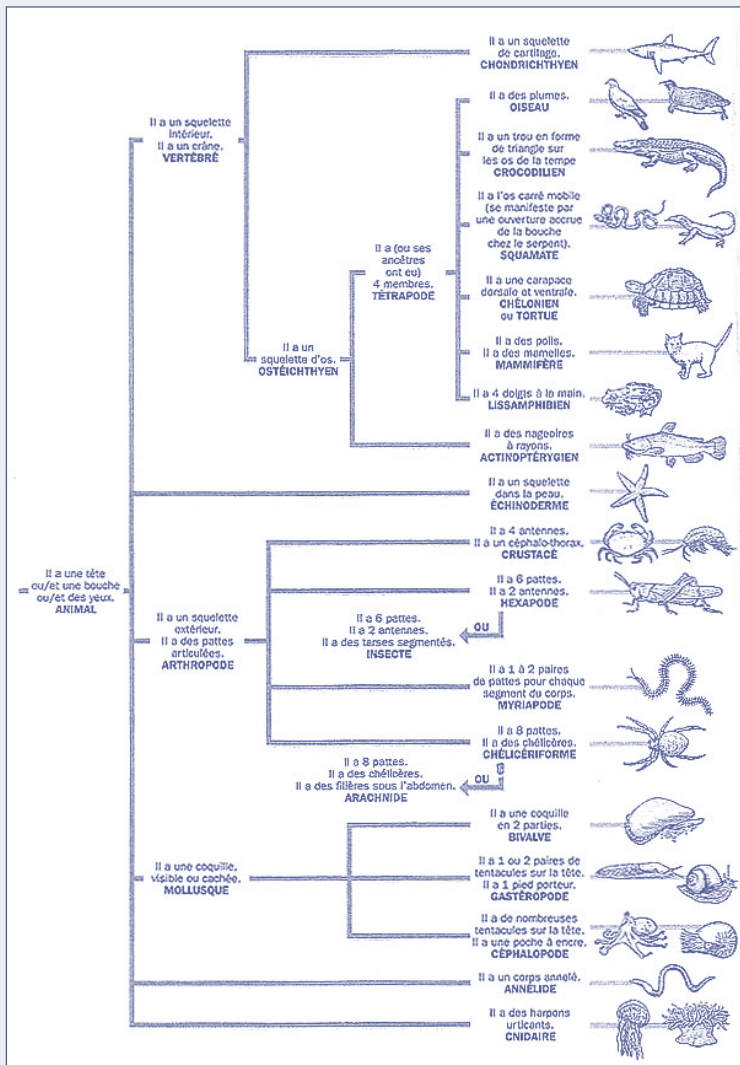 Il a un squelette
de cartilage.
CHONDRICHTHYEN
Il a des plumes.
OISEAU
Il a un squelette
intérieur.
Il a un crâne.
VERTÉBRÉ
Il a un trou en forme
de triangle sur
les os de la tempe
CROCODILIEN
Il a l'os carré mobile
(se manifeste par
une ouverture accrue
de la bouche
chez le serpent).
SQUAMATE
Il a (ou ses
ancêtres
ont eu)
4 membres.
TÉTRAPODE
Il a une carapace
dorsale et ventrale.
CHÉLONIEN
ou TORTUE
Il a un
squelette d'os.
OSTÉICHTHYEN
Il a des poils.
Il a des mamelles.
MAMMIFÈRE
Il a 4 doigts à la main.
LISSAMPHIBIEN
Il a des nageoires
à rayons.
ACTINOPTÉRYGIEN
Il a un squelette
dans la peau.
ÉCHINODERME
Il a 4 antennes.
Il a un céphalo-thorax.
CRUSTACÉ
Il a une tête
ou/et une bouche
ou/et des yeux.
ANIMAL
Il a 6 pattes.
Il a 2 antennes.
HEXAPODE
Il a un squelette
extérieur.
Il a des pattes
articulées.
ARTHROPODE
OU
Il a 6 pattes.
Il a 2 antennes.
Il a des tarses segmentés.
INSECTE
Il a 1 à 2 paires
de pattes pour chaque
segment du corps.
MYRIAPODE
Il a 8 pattes.
Il a des chélicères.
CHÉLICÉRIFORME
OU
Il a 8 pattes.
Il a des chélicères.
Il a des filières sous l'abdomen.
ARACHNIDE
Il a une coquille
en 2 parties.
BIVALVE
Il a une coquille,
visible ou cachée.
MOLLUSQUE
Il a 1 ou 2 paires de
tentacules sur la tête.
Il a 1 pied porteur.
GASTÉROPODE
Il a de nombreuses
tentacules sur la tête.
Il a une poche à encre.
CÉPHALOPODE
Il a un corps annelé.
ANNÉLIDE
Il a des harpons
urticants.
CNIDAIRE